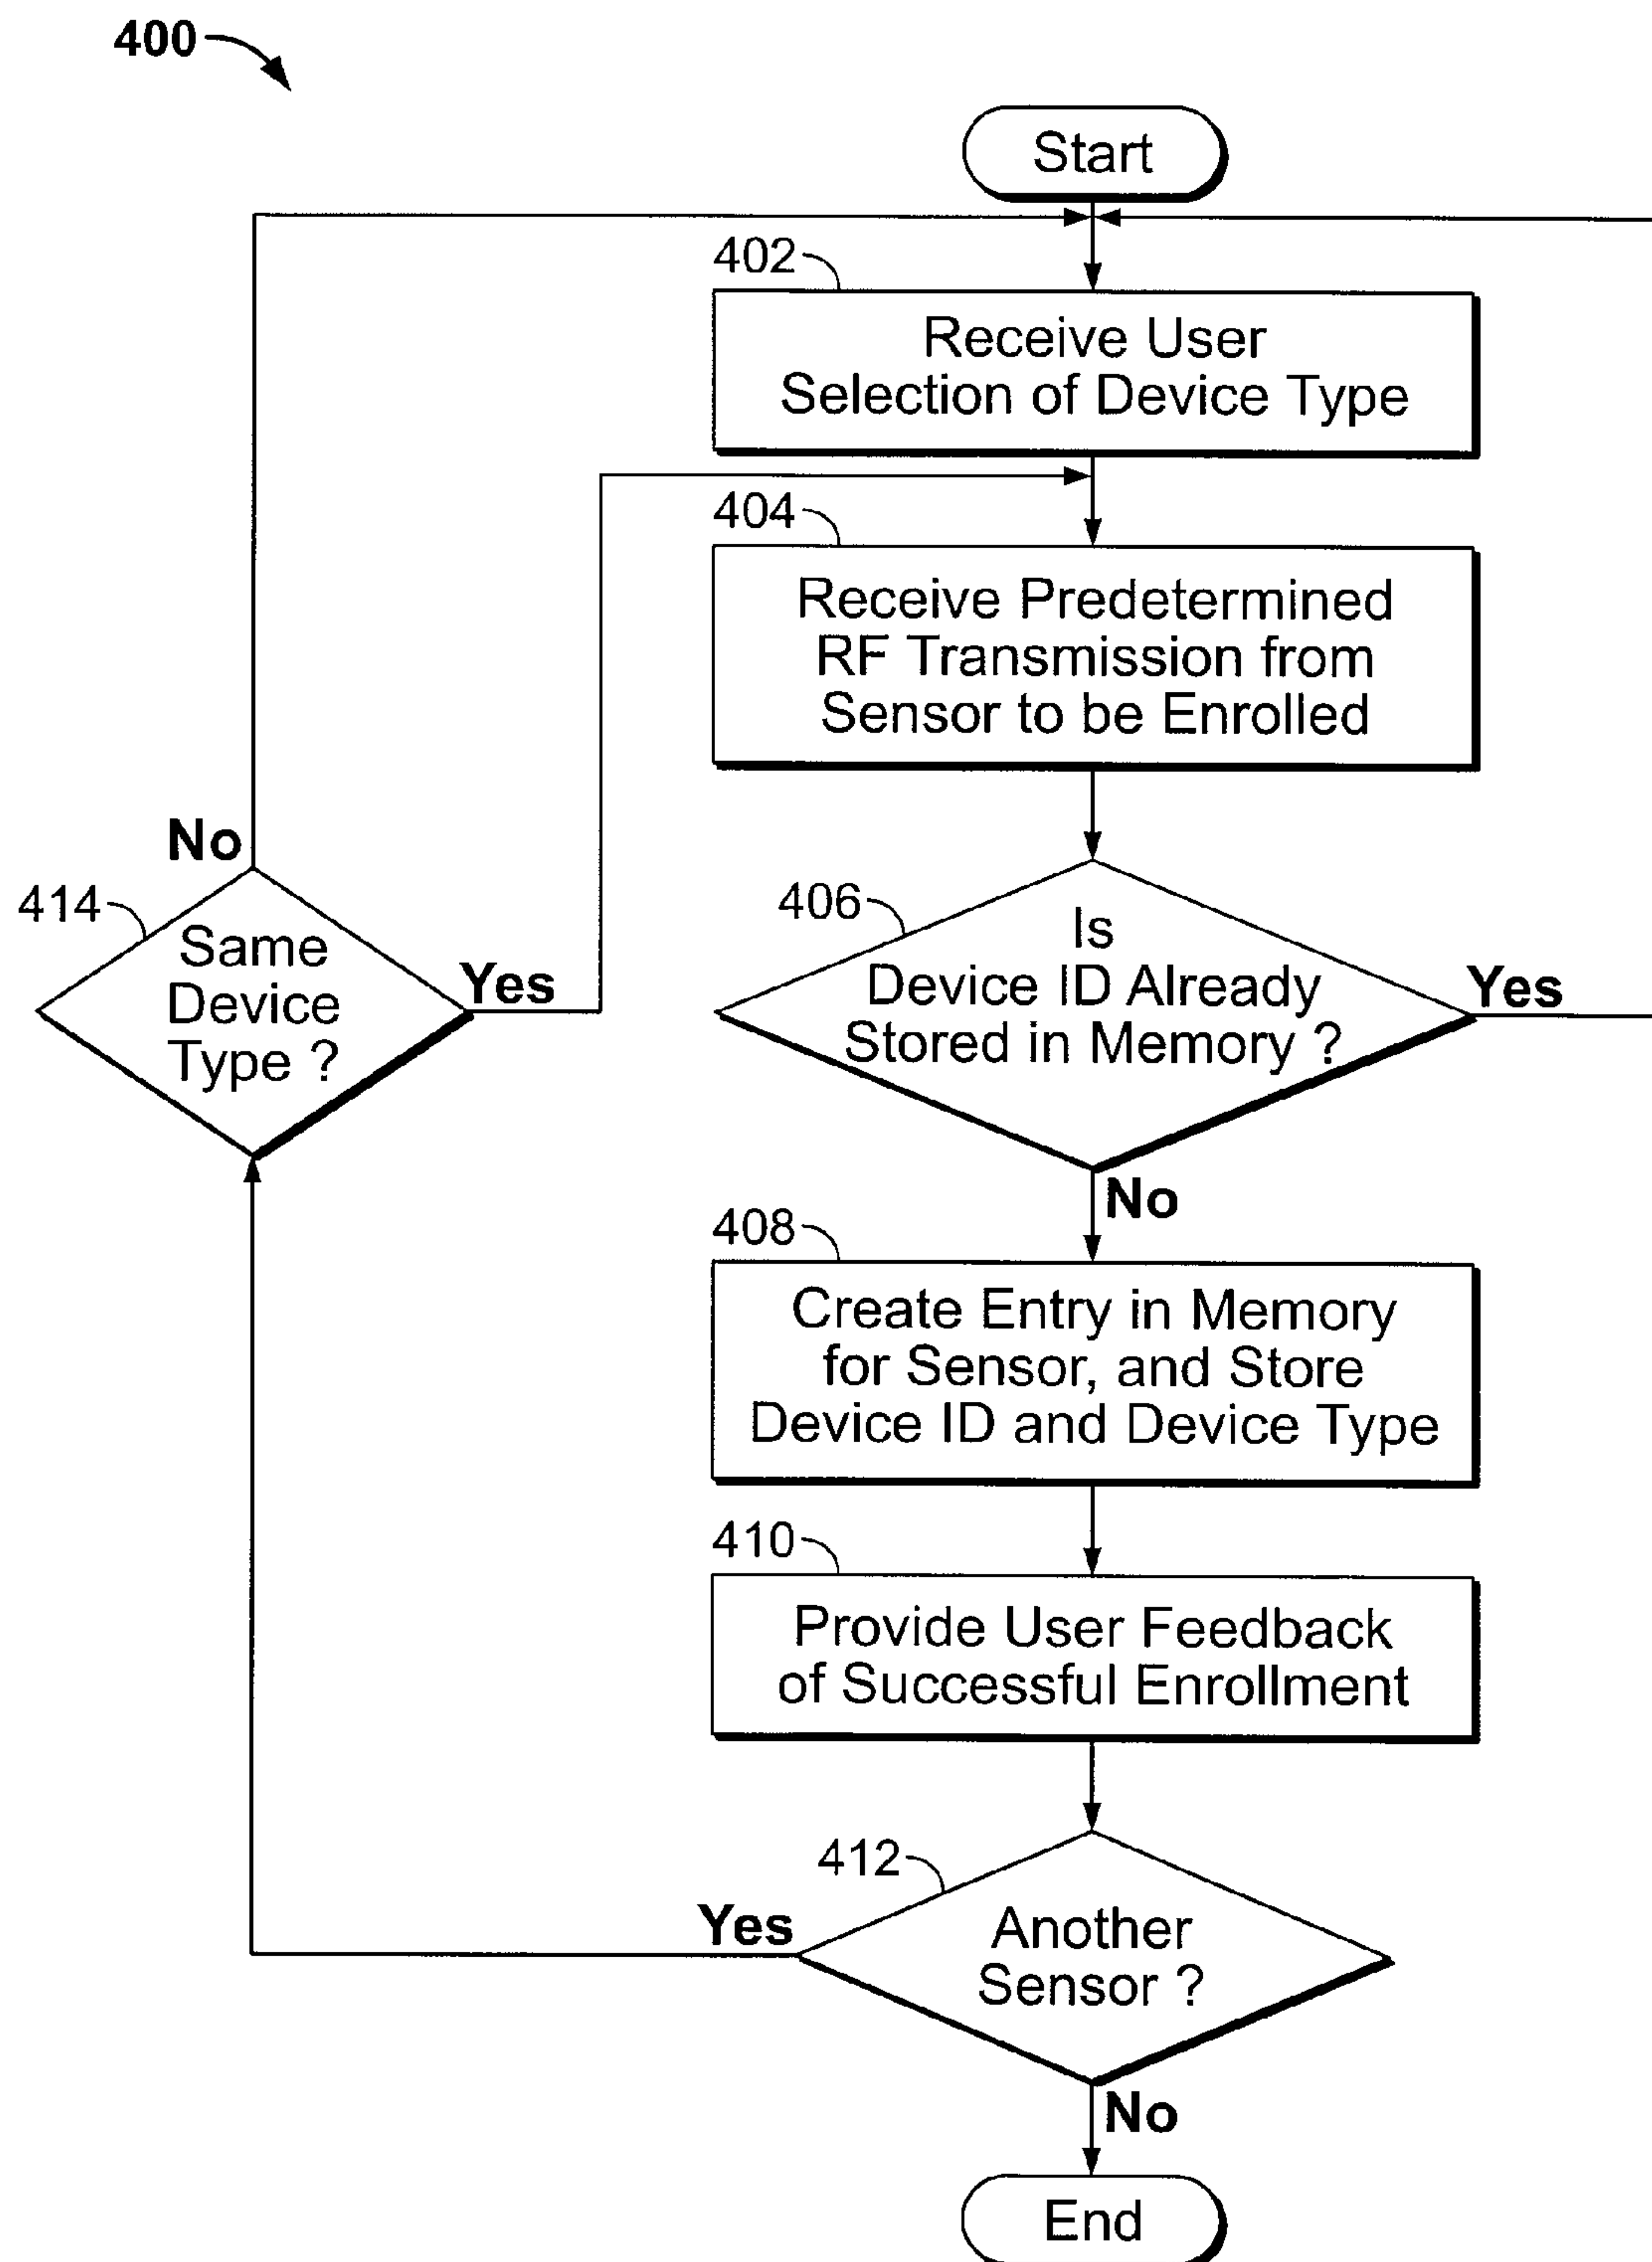 400
Start
402
Receive User
Selection of Device Type
404
Receive Predetermined
RF Transmission from
Sensor to be Enrolled
No
414
Same
Device
Type ?
Yes
406
Is
Device ID Already
Stored in Memory ?
Yes
No
408
Create Entry in Memory
for Sensor, and Store
Device ID and Device Type
410
Provide User Feedback
of Successful Enrollment
412
Yes
Another
Sensor ?
No
End